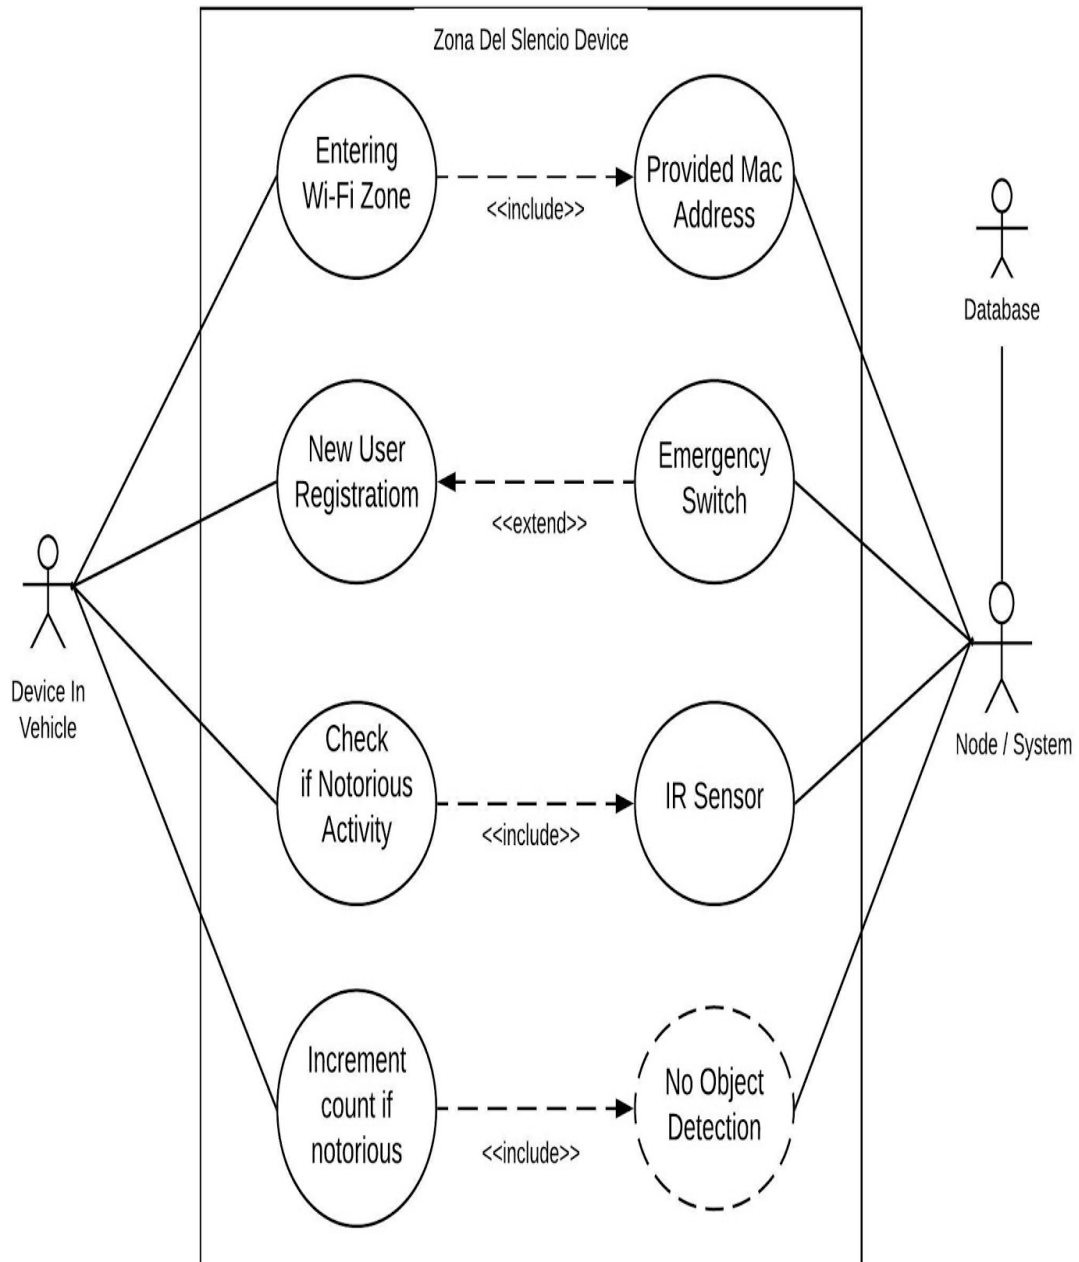 Zona Del Slencio Device
Entering
Wi-Fi Zone
<<include>>
Provided Mac
Address
Database
New User
Registratiom
<<extend>>
Emergency
Switch
Device In
Vehicle
Node / System
Check
if Notorious
Activity
<<include>>
IR Sensor
Increment
count if
notorious
<<include>>
No Object
Detection